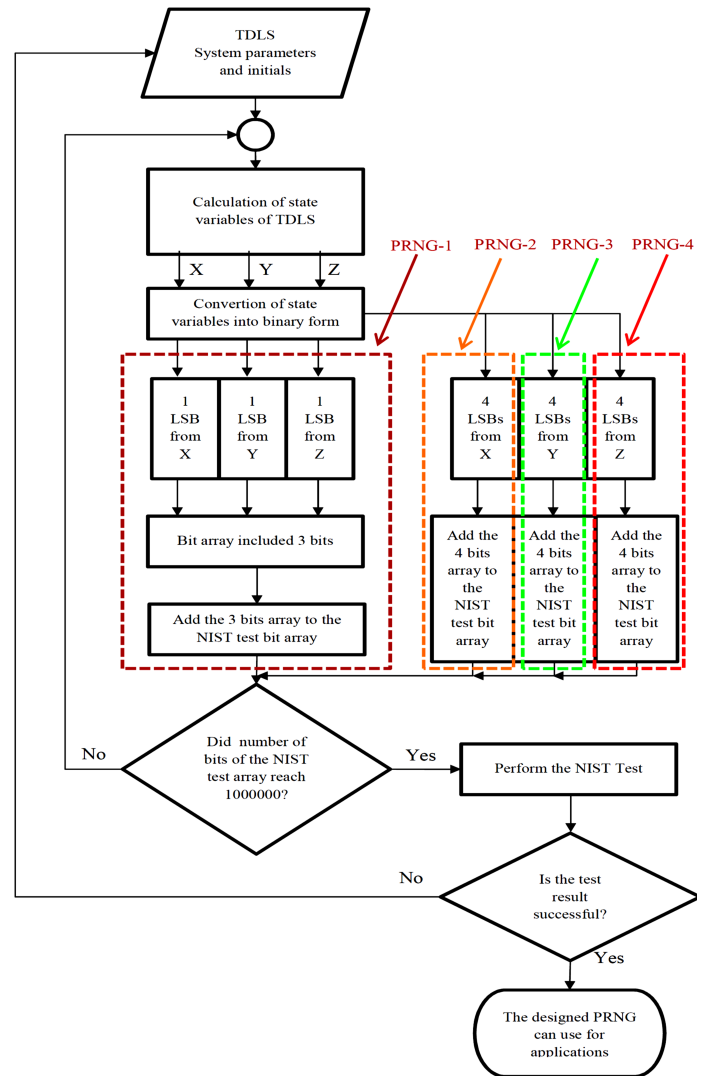 TDLS
System parameters
and initials
Calculation of state
variables of TDLS
PRNG-1
PRNG-2
PRNG-3
PRNG-4
X
Y
Z
Convertion of state
variables into binary form
1
LSB
from
X
1
LSB
from
Y
1
LSB
from
Z
4
LSBs
from
X
4
LSBs
from
Y
4
LSBs
from
Z
Bit array included 3 bits
Add the 3 bits array to the
NIST test bit array
Add the
4 bits
array to
the
NIST
test bit
array
Add the
4 bits
array to
the
NIST
test bit
array
Add the
4 bits
array to
the
NIST
test bit
array
Did number of
bits of the NIST
test array reach
1000000?
No
Yes
Perform the NIST Test
Is the test
result
successful?
No
Yes
The designed PRNG
can use for
applications